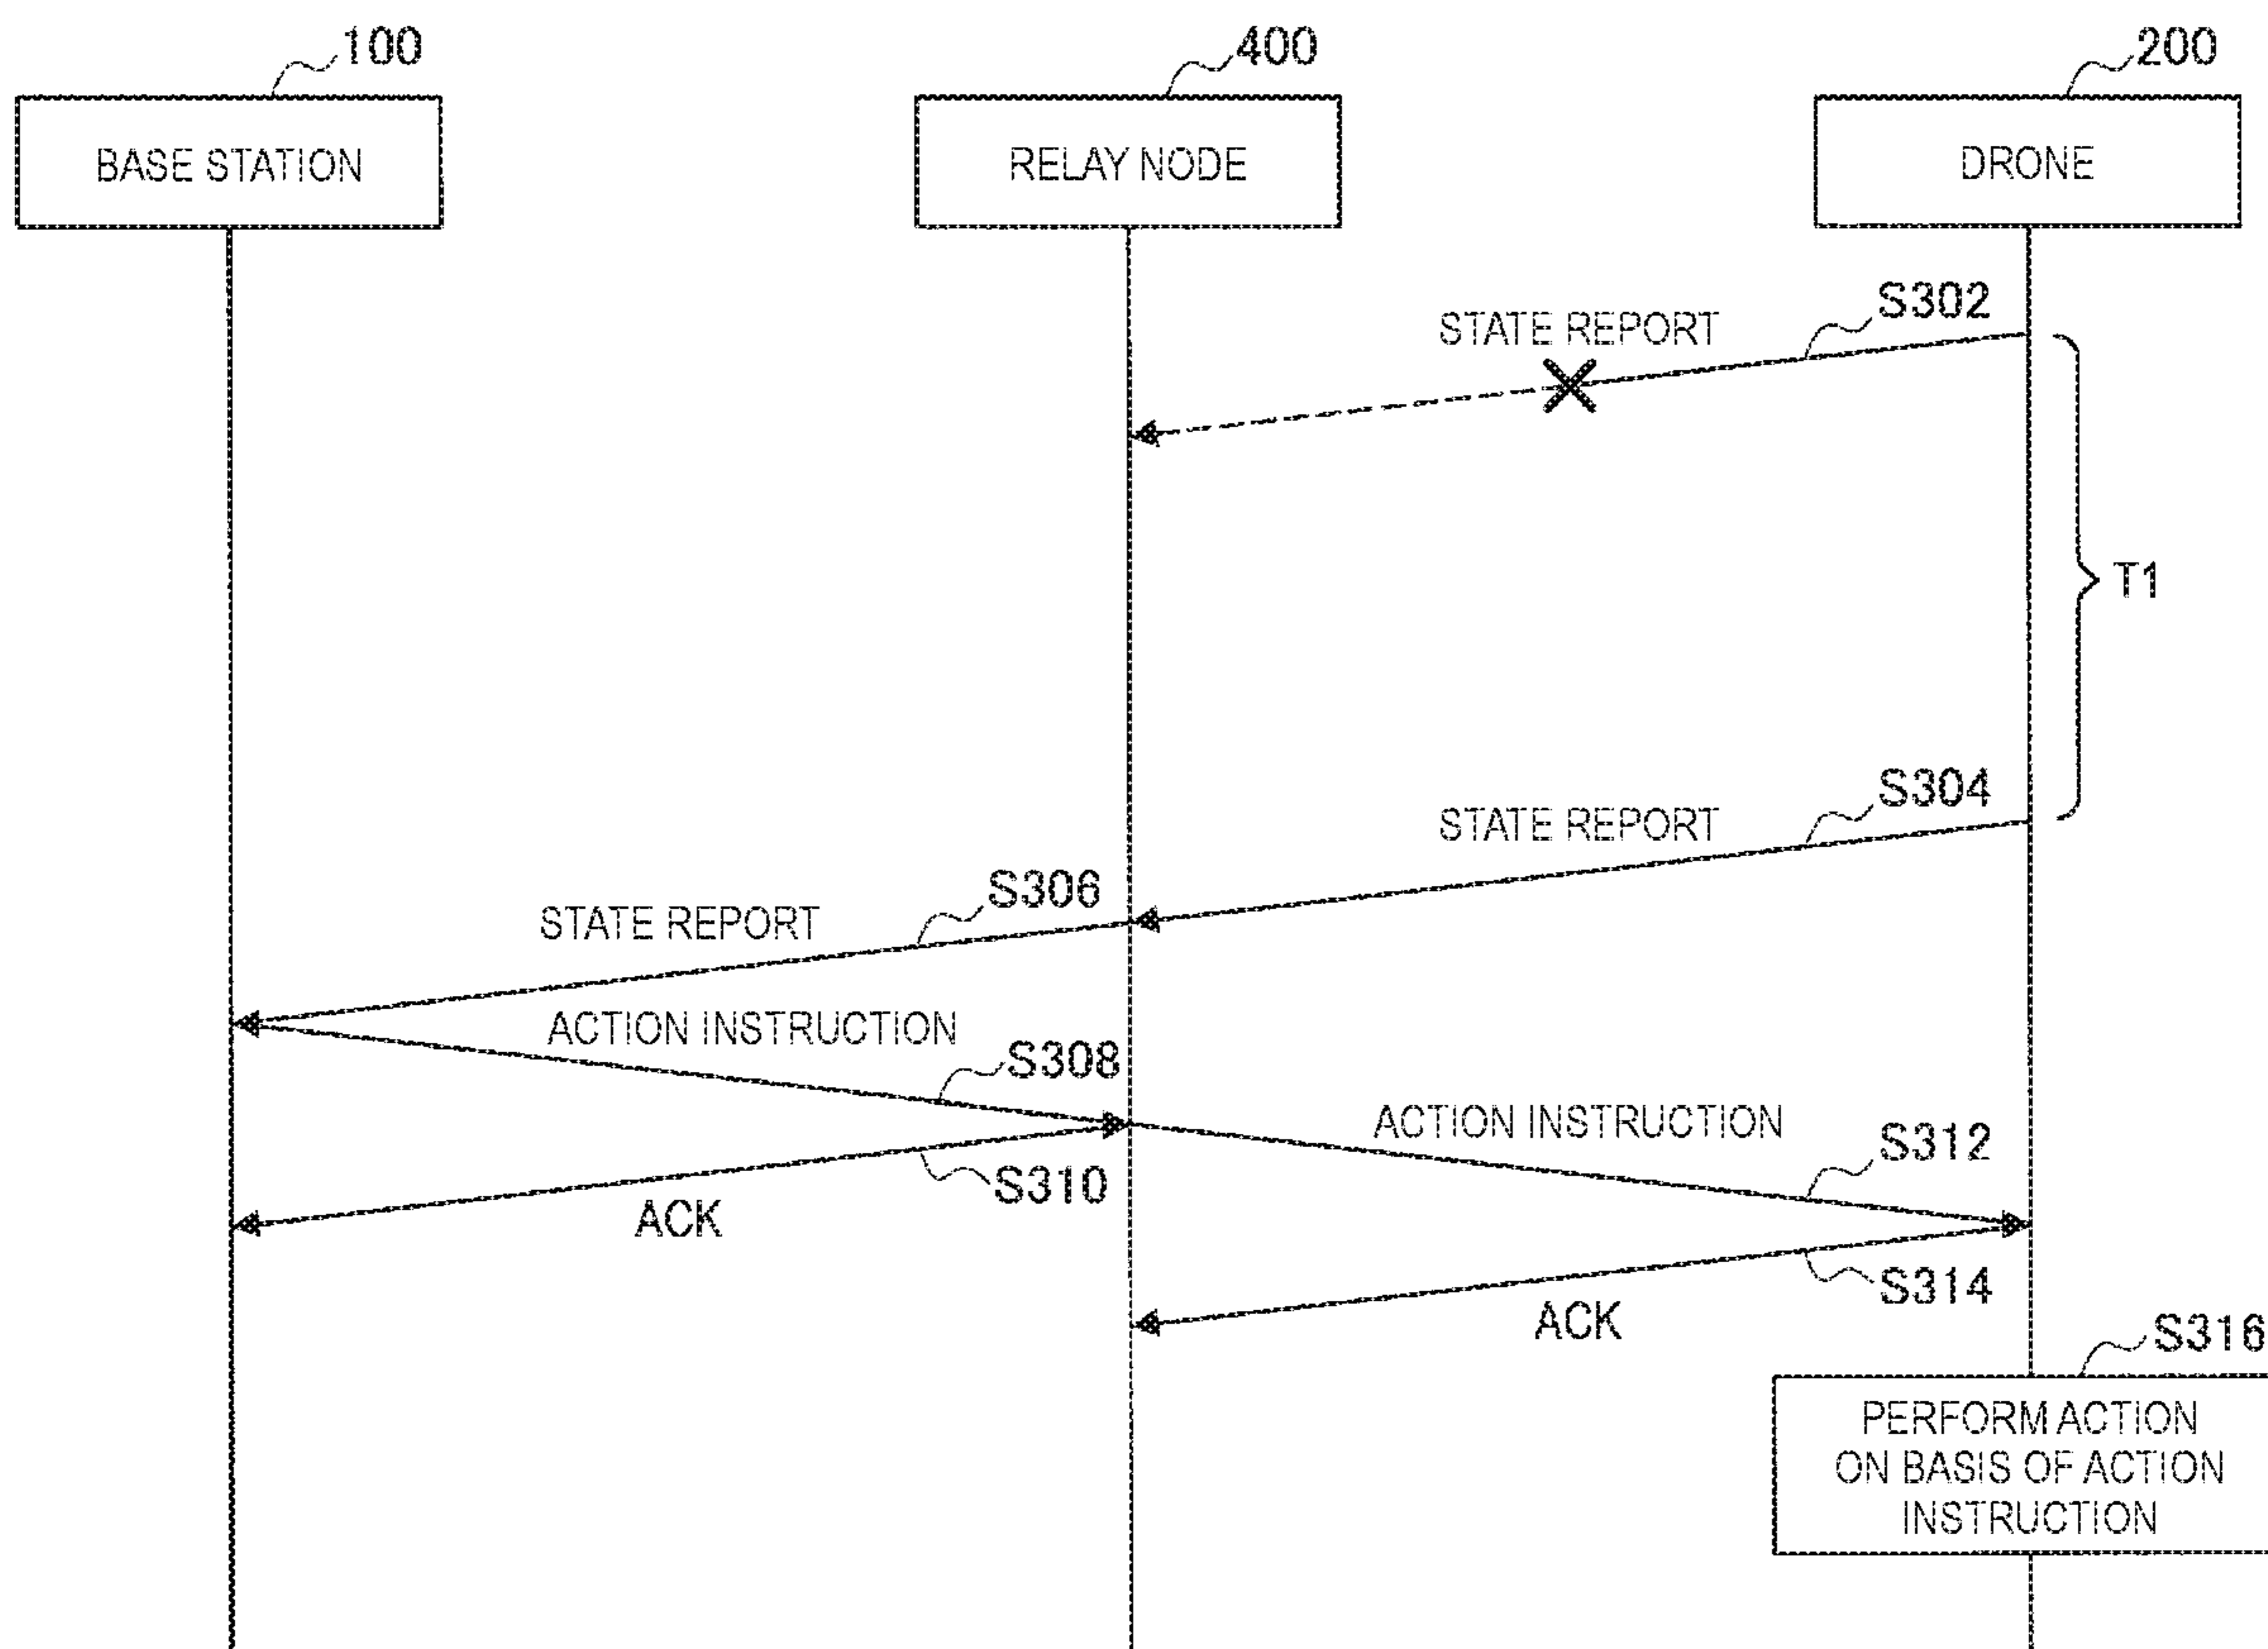 100
400
200
BASE STATION
RELAY NODE
DRONE
S302
STATE REPORT
T1
S304
STATE REPORT
S306
STATE REPORT
ACTION INSTRUCTION
S308
ACTION INSTRUCTION
S312
S310
ACK
S314
ACK
S316
PERFORM ACTION
ON BASIS OF ACTION
INSTRUCTION